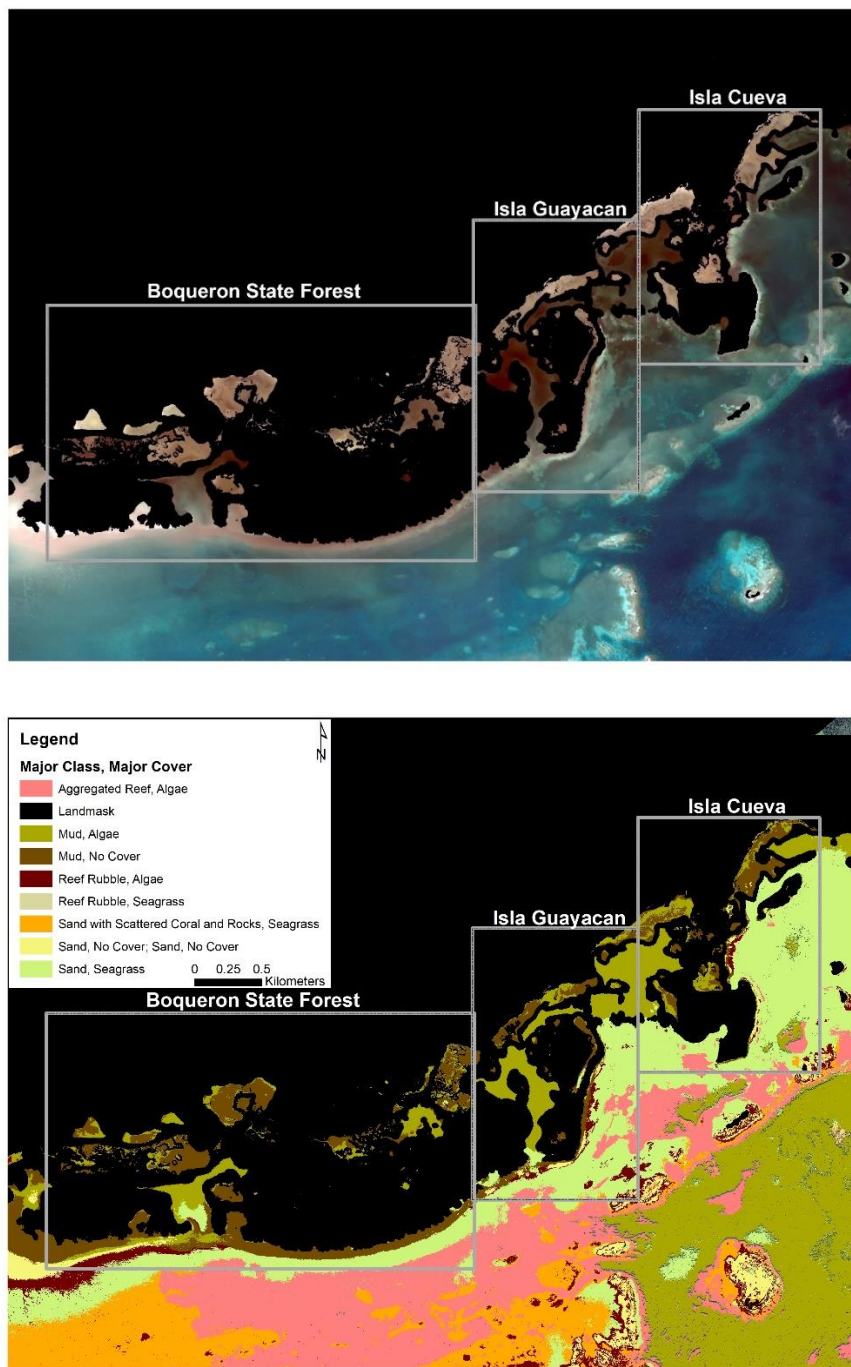 Isla Cueva
Isla Guayacan
Boqueron State Forest
Legend
N
Major Class, Major Cover
Aggregated Reef, Algae
Landmask
Mud, Algae
Mud, No Cover
Reef Rubble, Algae
Reef Rubble, Seagrass
Sand with Scattered Coral and Rocks, Seagrass
Sand, No Cover; Sand, No Cover
Sand, Seagrass
0 0.25 0.5
Kilometers
Isla Cueva
Isla Guayacan
Boqueron State Forest